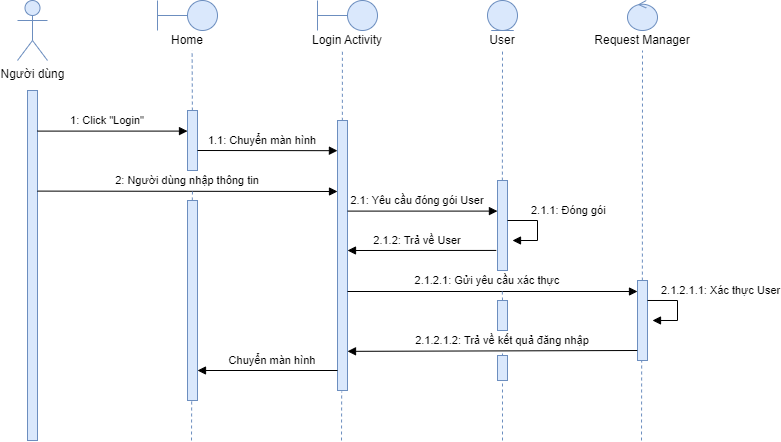 Home
Login Activity
User
Request Manager
Người dùng
1: Click "Login"
1.1: Chuyển màn hình
2: Người dùng nhập thông tin
2.1: Yêu cầu đóng gói User
2.1.1: Đóng gói
2.1.2: Trả về User
2.1.2.1: Gửi yêu cầu xác thực
2.1.2.1.1: Xác thực User
2.1.2.1.2: Trả về kết quả đăng nhập
Chuyển màn hình